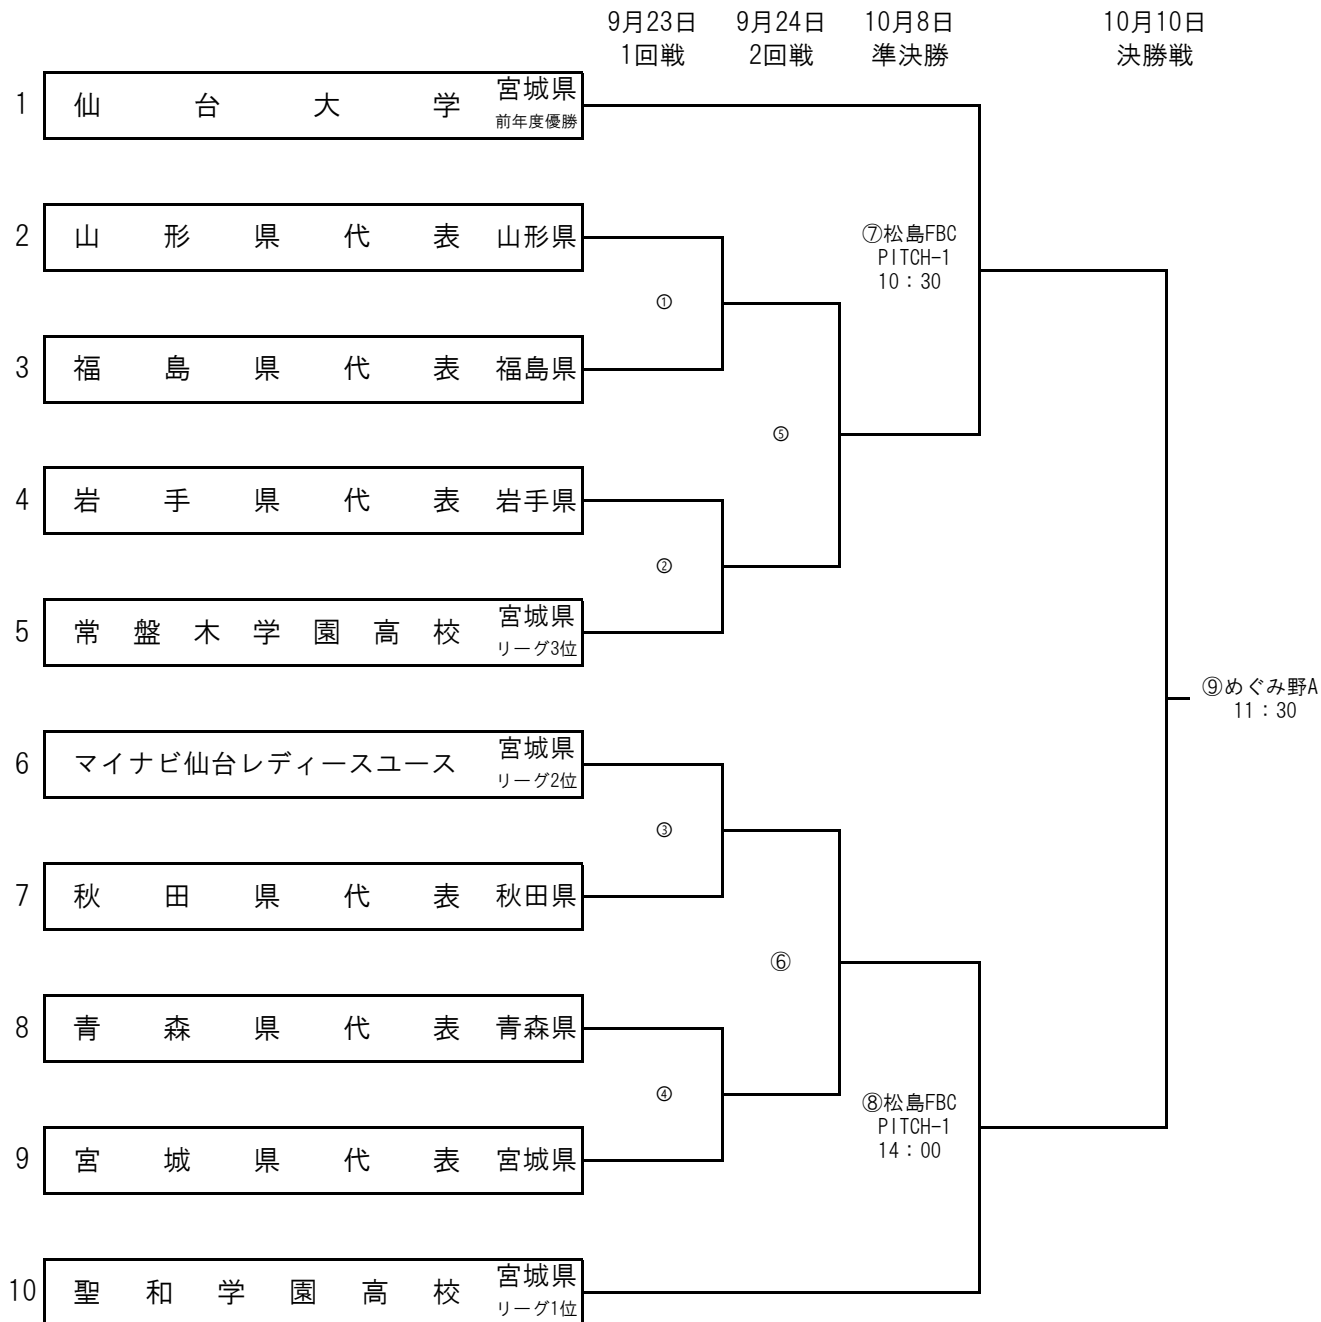 9月23日 9月24日 10月8日 10月10日
1回戦 2回戦 準決勝 決勝戦
1 仙台大学 宮城県
前年度優勝
2 山形県代表 山形県
⑦松島FBC
PITCH-1
10：30
①
3 福島県代表 福島県
⑤
4 岩手県代表 岩手県
②
5 常盤木学園高校 宮城県
リーグ3位
⑨めぐみ野A
11：30
6 マイナビ仙台レディースユース 宮城県
リーグ2位
③
7 秋田県代表 秋田県
⑥
8 青森県代表 青森県
④
⑧松島FBC
PITCH-1
14：00
9 宮城県代表 宮城県
10 聖和学園高校 宮城県
リーグ1位